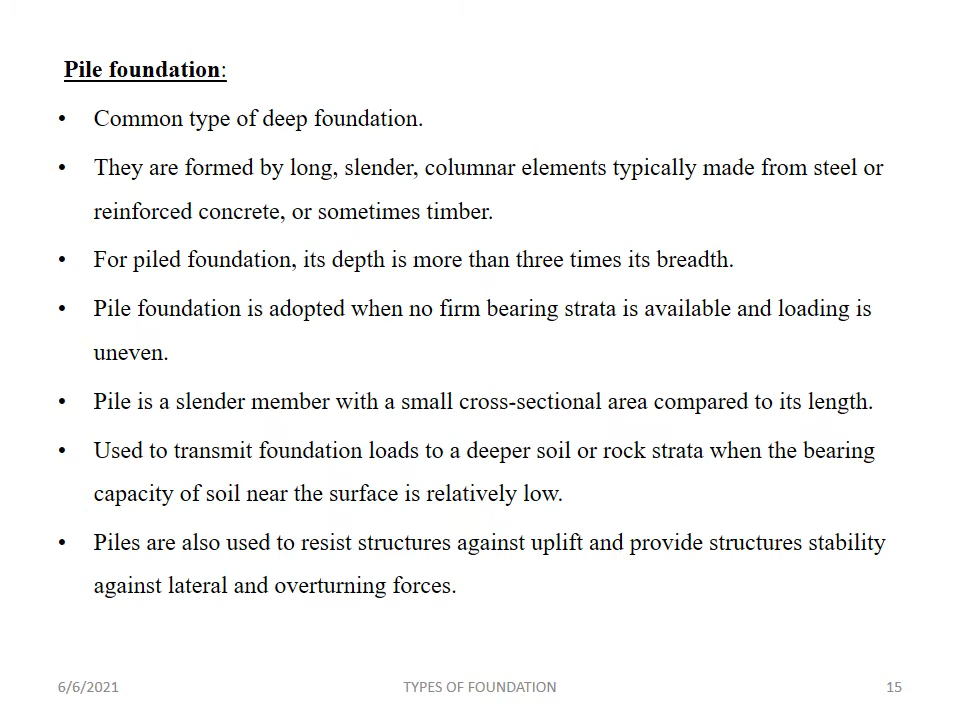 Pile foundation:
• Common type of deep foundation.
• They are formed by long, slender, columnar elements typically made from steel or
reinforced concrete, or sometimes timber.
• For piled foundation, its depth is more than three times its breadth.
• Pile foundation is adopted when no firm bearing strata is available and loading is
uneven.
• Pile is a slender member with a small cross-sectional area compared to its length.
• Used to transmit foundation loads to a deeper soil or rock strata when the bearing
capacity of soil near the surface is relatively low.
• Piles are also used to resist structures against uplift and provide structures stability
against lateral and overturning forces.
6/6/2021 TYPES OF FOUNDATION 15